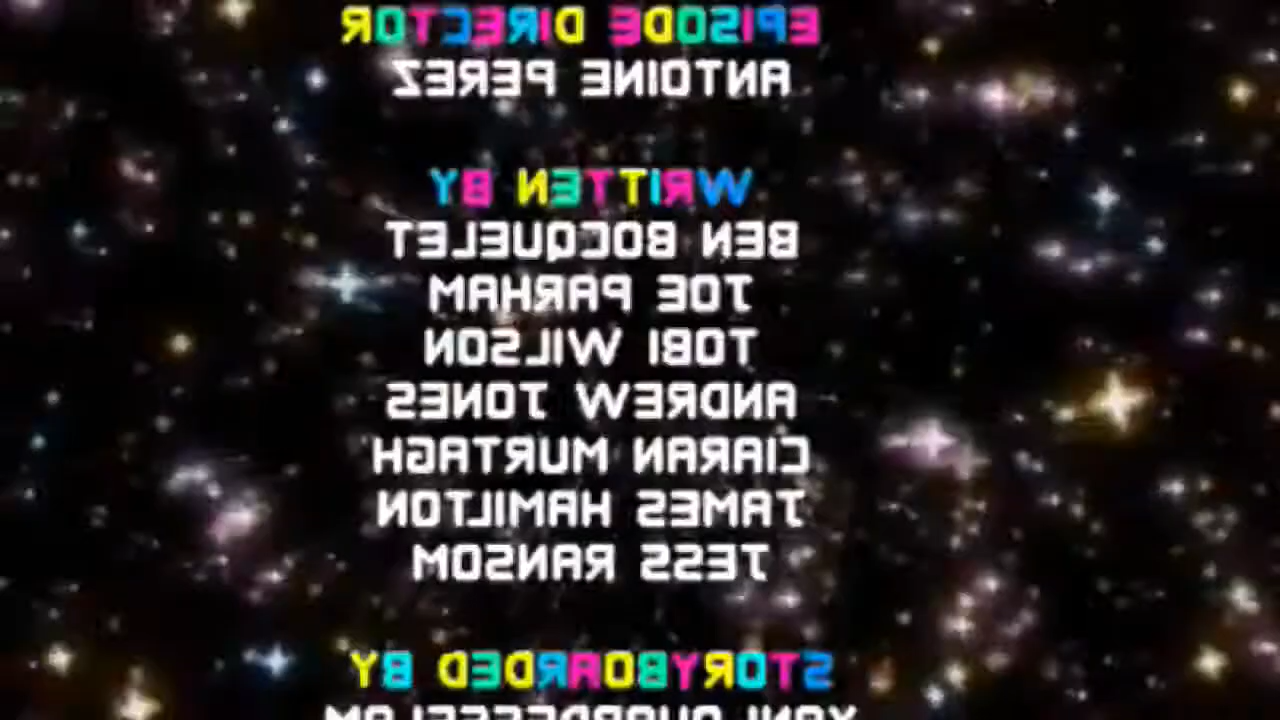 EPISODE DIRECTOR
ANTOINE PEREZ
WRITTEN BY
BEN BOCQUELET
JOE PARHAM
TOBI WILSON
ANDREW JONES
CIARAN MURTAGH
JAMES HAMILTON
JESS RANSOM
STORYBOARDED BY